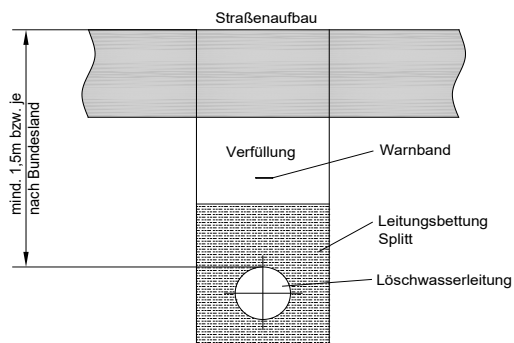 Straßenaufbau
mind. 1,5m bzw. je
nach Bundesland
Verfüllung
Warnband
Leitungsbettung
Splitt
Löschwasserleitung